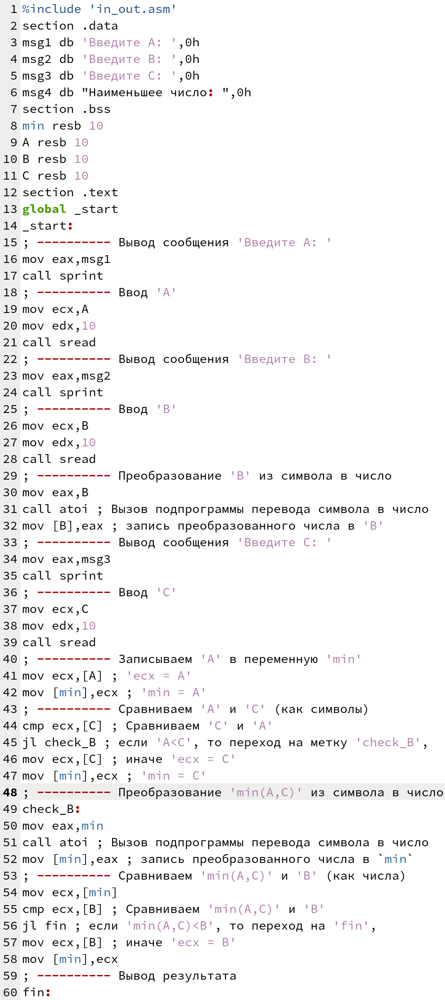 1 %include 'in_out.asm'
2 section .data
3 msg1 db 'Введите A: ',0h
4 msg2 db 'Введите B: ',0h
5 msg3 db 'Введите C: ',0h
6 msg4 db "Наименьшее число: ",0h
7 section .bss
8 min resb 10
9 A resb 10
10 B resb 10
11 C resb 10
12 section .text
13 global _start
14 _start:
15 ; ---------- Вывод сообщения 'Введите A: '
16 mov eax,msg1
17 call sprint
18 ; ---------- Ввод 'A'
19 mov ecx,A
20 mov edx,10
21 call sread
22 ; ---------- Вывод сообщения 'Введите B: '
23 mov eax,msg2
24 call sprint
25 ; ---------- Ввод 'B'
26 mov ecx,B
27 mov edx,10
28 call sread
29 ; ---------- Преобразование 'B' из символа в число
30 mov eax,B
31 call atoi ; Вызов подпрограммы перевода символа в число
32 mov [B],eax ; запись преобразованного числа в 'B'
33 ; ---------- Вывод сообщения 'Введите C: '
34 mov eax,msg3
35 call sprint
36 ; ---------- Ввод 'C'
37 mov ecx,C
38 mov edx,10
39 call sread
40 ; ---------- Записываем 'A' в переменную 'min'
41 mov ecx,[A] ; 'ecx = A'
42 mov [min],ecx ; 'min = A'
43 ; ---------- Сравниваем 'A' и 'C' (как символы)
44 cmp ecx,[C] ; Сравниваем 'C' и 'A'
45 jl check_B ; если 'A<C', то переход на метку 'check_B',
46 mov ecx,[C] ; иначе 'ecx = C'
47 mov [min],ecx ; 'min = C'
48 ; ---------- Преобразование 'min(A,C)' из символа в число
49 check_B:
50 mov eax,min
51 call atoi ; Вызов подпрограммы перевода символа в число
52 mov [min],eax ; запись преобразованного числа в `min`
53 ; ---------- Сравниваем 'min(A,C)' и 'B' (как числа)
54 mov ecx,[min]
55 cmp ecx,[B] ; Сравниваем 'min(A,C)' и 'B'
56 jl fin ; если 'min(A,C)<B', то переход на 'fin',
57 mov ecx,[B] ; иначе 'ecx = B'
58 mov [min],ecx
59 ; ---------- Вывод результата
60 fin: